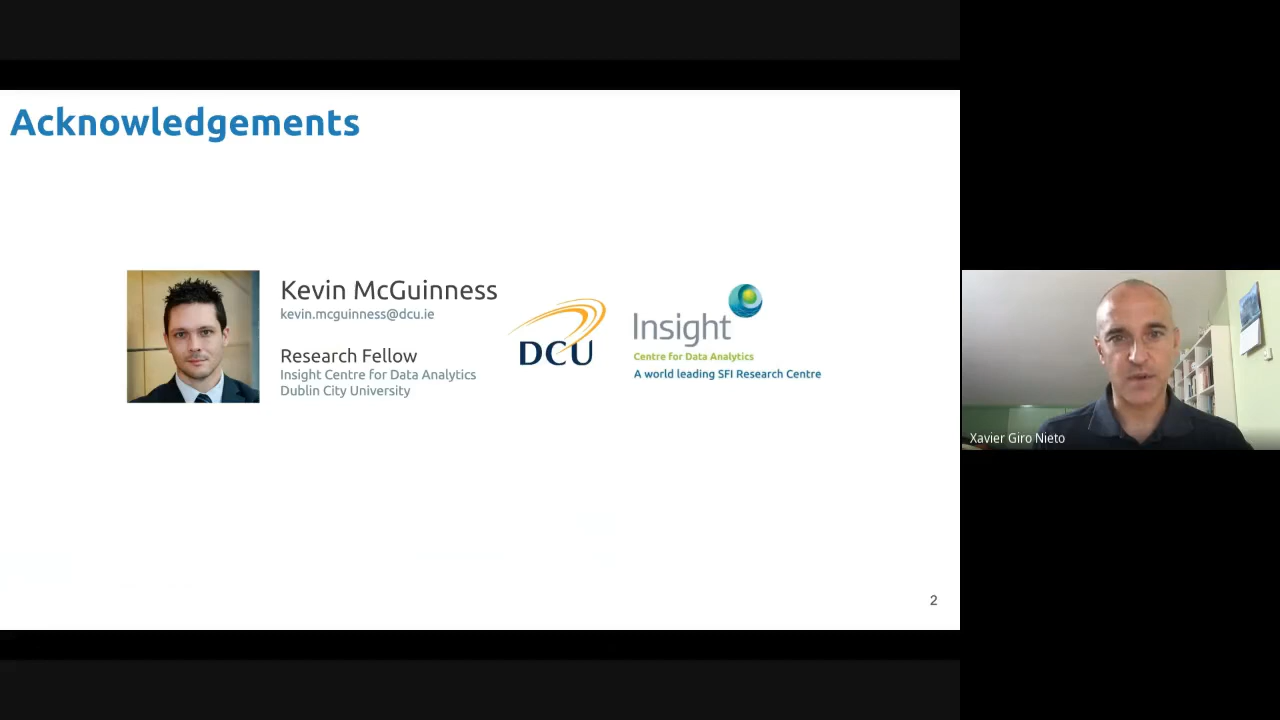 Acknowledgements
Kevin McGuinness
kevin.mcguinness@dcu.ie
Research Fellow
Insight Centre for Data Analytics
Dublin City University
DCU
Insight
Centre for Data Analytics
A world leading SFI Research Centre
2
Xavier Giro Nieto